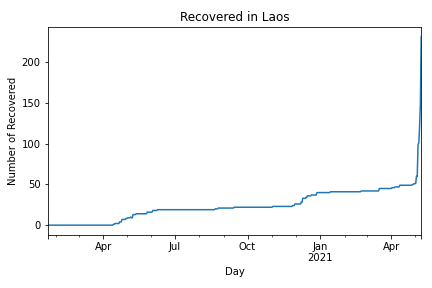 Recovered in Laos
Number of Recovered
200
150
100
50
0
Apr
Jul
Oct
Jan
2021
Apr
Day